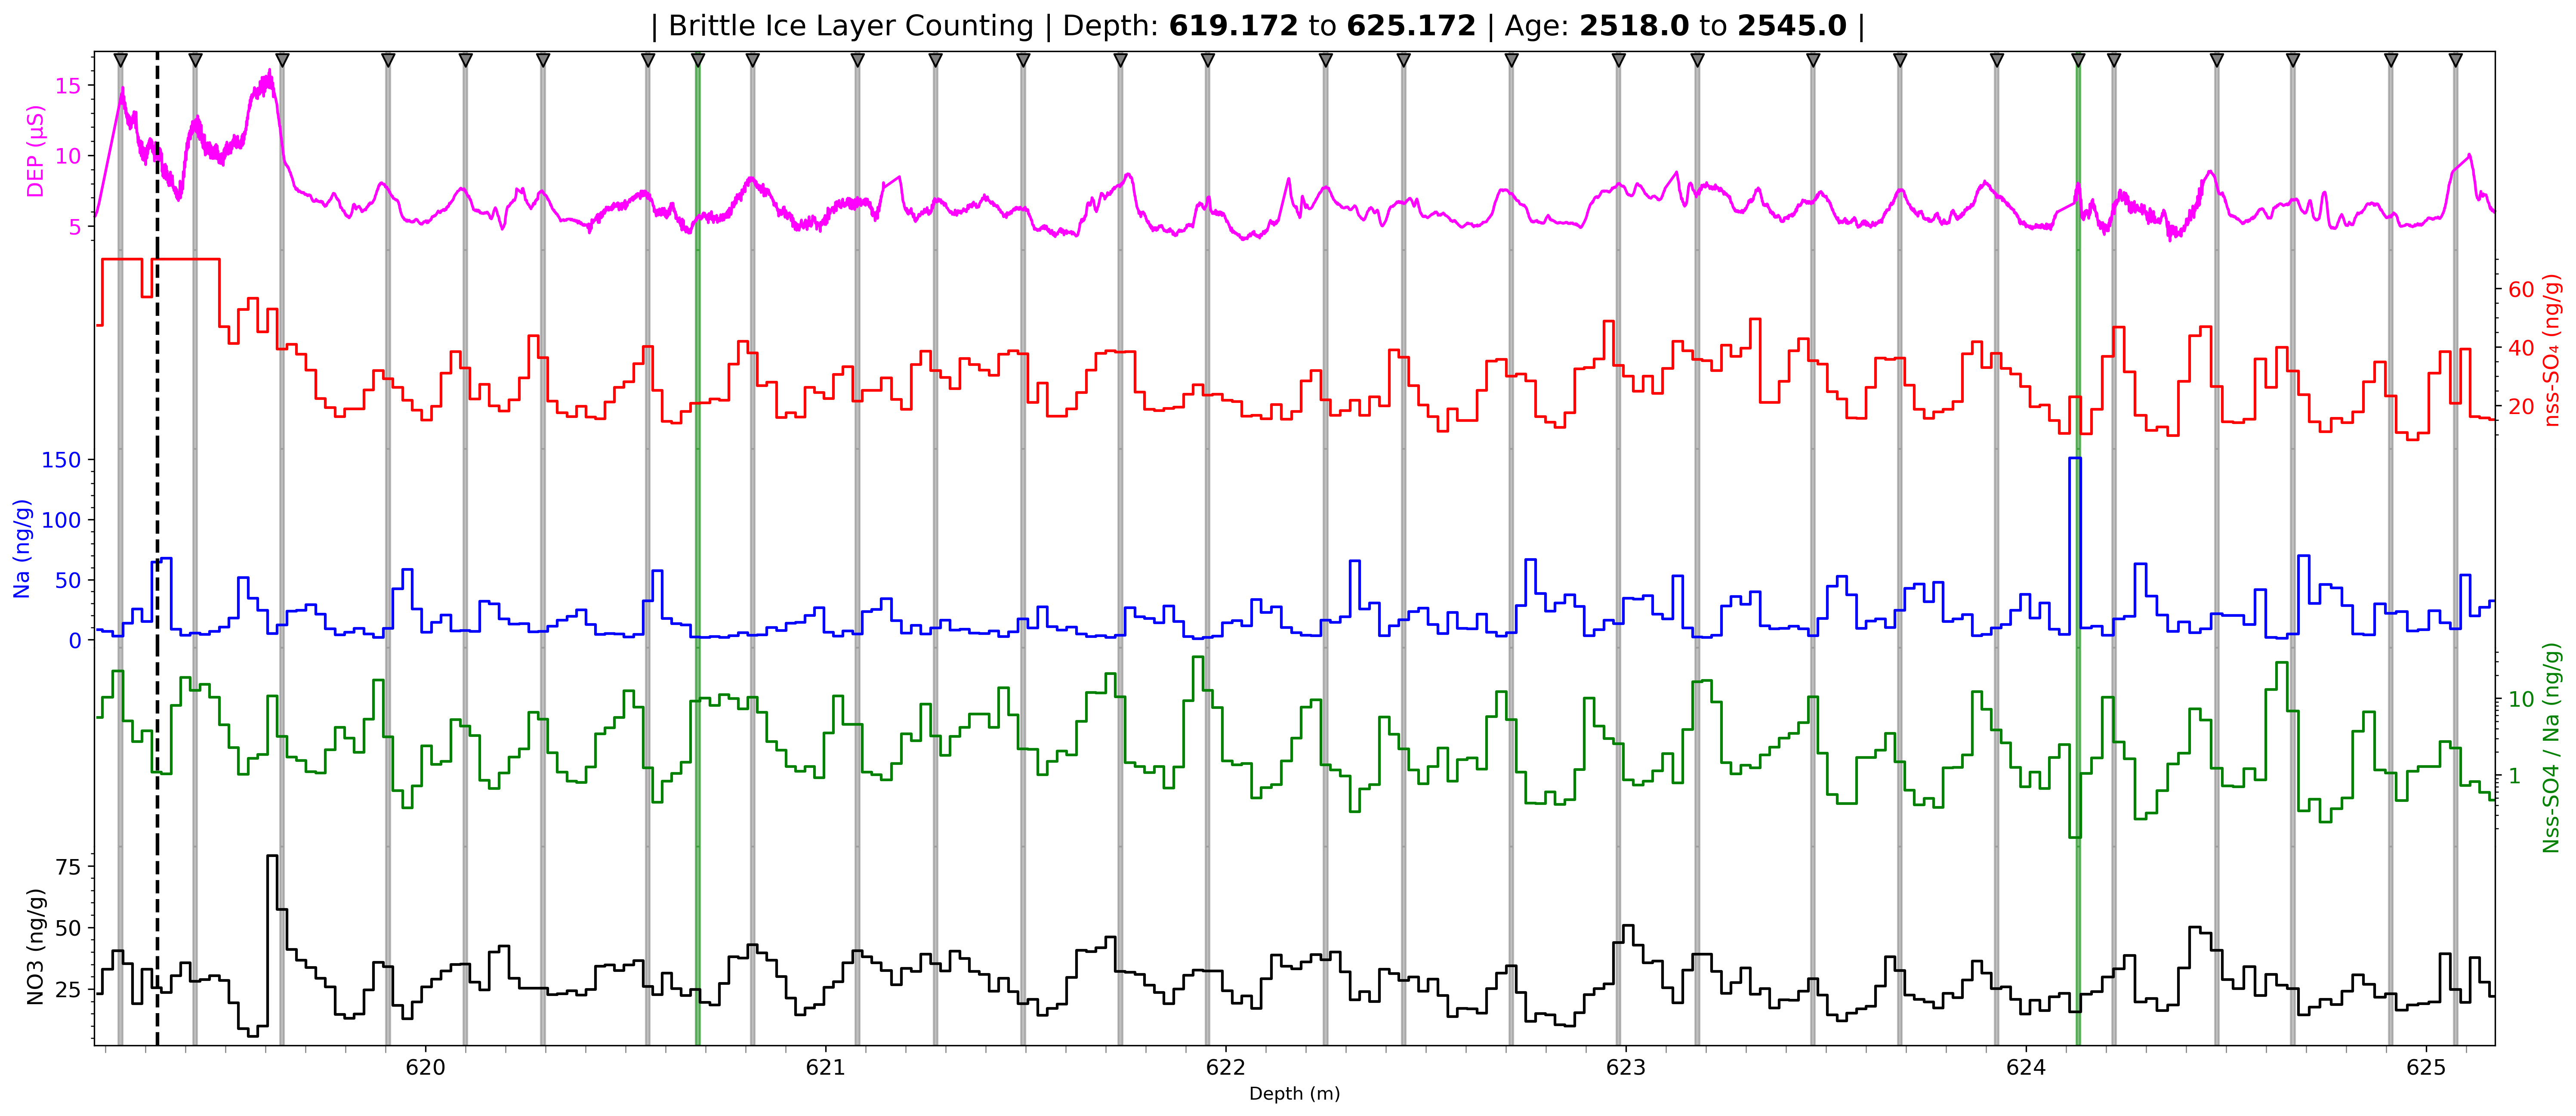 | Brittle Ice Layer Counting | Depth: 619.172 to 625.172 | Age: 2518.0 to 2545.0 |
DEP (μS)
15
10
5
nss-SO₄ (ng/g)
60
40
20
Na (ng/g)
150
100
50
0
Nss-SO4 / Na (ng/g)
10
1
NO3 (ng/g)
75
50
25
620 621 622 623 624 625
Depth (m)